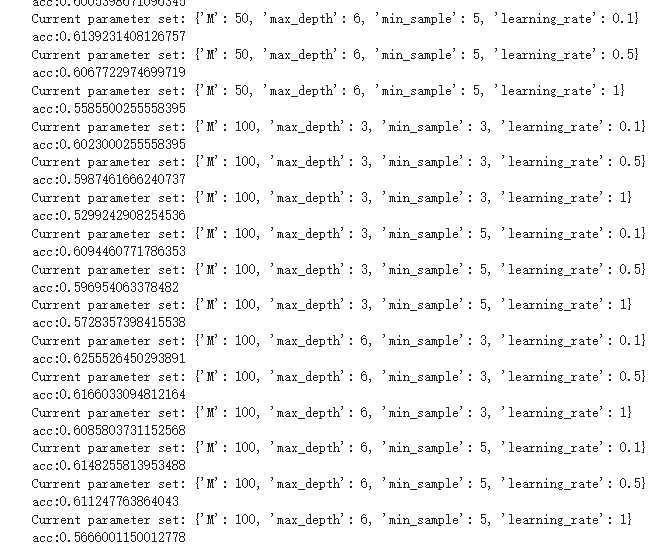 acc:0.6005398671096345
Current parameter set: {'M': 50, 'max_depth': 6, 'min_sample': 5, 'learning_rate': 0.1}
acc:0.6139231408126757
Current parameter set: {'M': 50, 'max_depth': 6, 'min_sample': 5, 'learning_rate': 0.5}
acc:0.6067722974699719
Current parameter set: {'M': 50, 'max_depth': 6, 'min_sample': 5, 'learning_rate': 1}
acc:0.5585500255558395
Current parameter set: {'M': 100, 'max_depth': 3, 'min_sample': 3, 'learning_rate': 0.1}
acc:0.6023000255558395
Current parameter set: {'M': 100, 'max_depth': 3, 'min_sample': 3, 'learning_rate': 0.5}
acc:0.5987461666240737
Current parameter set: {'M': 100, 'max_depth': 3, 'min_sample': 3, 'learning_rate': 1}
acc:0.5299242908254536
Current parameter set: {'M': 100, 'max_depth': 3, 'min_sample': 5, 'learning_rate': 0.1}
acc:0.6094460771786353
Current parameter set: {'M': 100, 'max_depth': 3, 'min_sample': 5, 'learning_rate': 0.5}
acc:0.596954063378482
Current parameter set: {'M': 100, 'max_depth': 3, 'min_sample': 5, 'learning_rate': 1}
acc:0.5728357398415538
Current parameter set: {'M': 100, 'max_depth': 6, 'min_sample': 3, 'learning_rate': 0.1}
acc:0.6255526450293891
Current parameter set: {'M': 100, 'max_depth': 6, 'min_sample': 3, 'learning_rate': 0.5}
acc:0.6166033094812164
Current parameter set: {'M': 100, 'max_depth': 6, 'min_sample': 3, 'learning_rate': 1}
acc:0.6085803731152568
Current parameter set: {'M': 100, 'max_depth': 6, 'min_sample': 5, 'learning_rate': 0.1}
acc:0.6148255813953488
Current parameter set: {'M': 100, 'max_depth': 6, 'min_sample': 5, 'learning_rate': 0.5}
acc:0.611247763864043
Current parameter set: {'M': 100, 'max_depth': 6, 'min_sample': 5, 'learning_rate': 1}
acc:0.5666001150012778